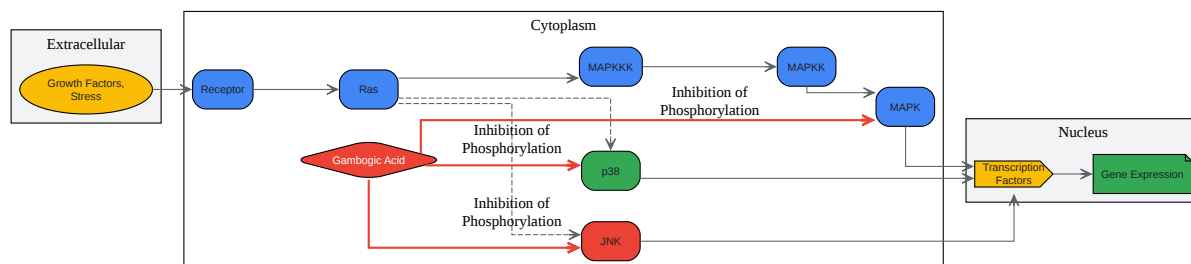 Extracellular
Growth Factors,
Stress
Cytoplasm
Receptor
Ras
MAPKKK
MAPKK
MAPK
Inhibition of
Phosphorylation
Inhibition of
Phosphorylation
Gambogic Acid
p38
Inhibition of
Phosphorylation
JNK
Nucleus
Transcription
Factors
Gene Expression